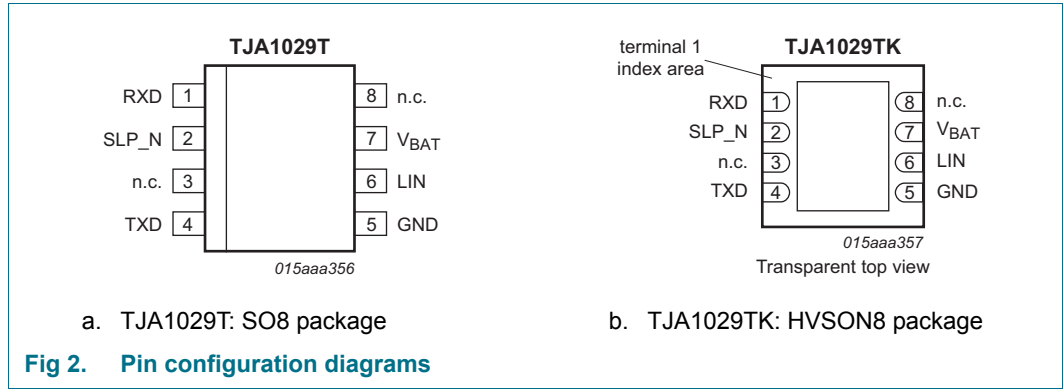 TJA1029T
RXD 1
SLP_N 2
n.c. 3
TXD 4
8 n.c.
7 VBAT
6 LIN
5 GND
015aaa356
a. TJA1029T: SO8 package
terminal 1
index area
TJA1029TK
RXD 1
SLP_N 2
n.c. 3
TXD 4
8 n.c.
7 VBAT
6 LIN
5 GND
015aaa357
Transparent top view
b. TJA1029TK: HVSON8 package
Fig 2. Pin configuration diagrams